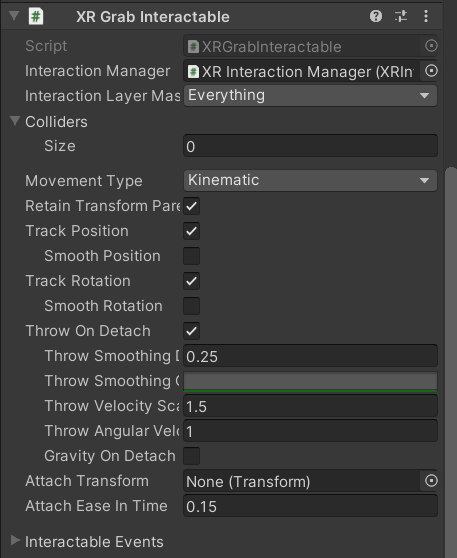 XR Grab Interactable
Script XRGrabInteractable
Interaction Manager XR Interaction Manager (XRIn
Interaction Layer Mas Everything
Colliders
Size 0
Movement Type Kinematic
Retain Transform Pare
Track Position
Smooth Position
Track Rotation
Smooth Rotation
Throw On Detach
Throw Smoothing D 0.25
Throw Smoothing C
Throw Velocity Sca 1.5
Throw Angular Velo 1
Gravity On Detach
Attach Transform None (Transform)
Attach Ease In Time 0.15
Interactable Events